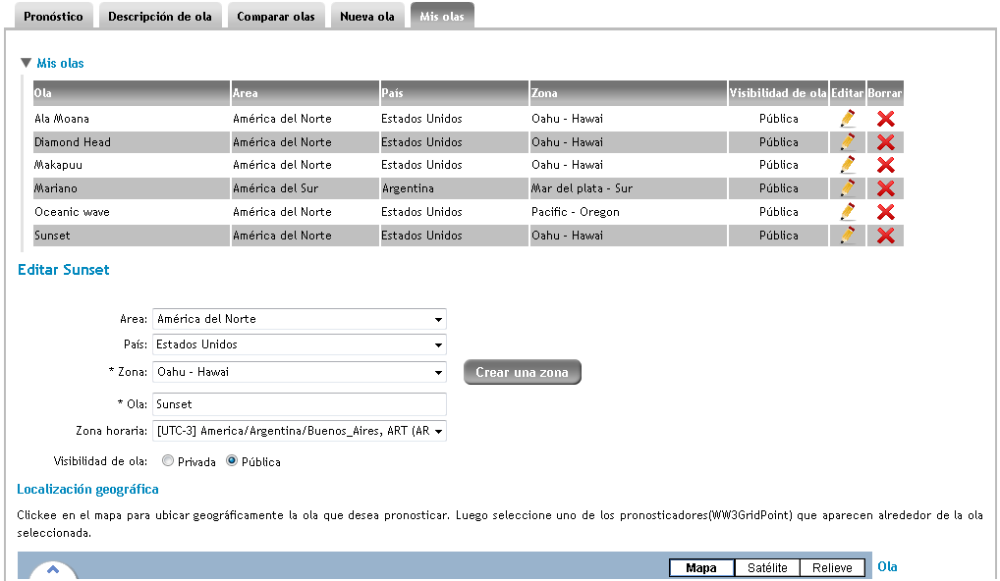 Pronóstico Descripción de ola Comparar olas Nueva ola Mis olas
Mis olas
Ola Area País Zona Visibilidad de ola Editar Borrar
Ala Moana América del Norte Estados Unidos Oahu - Hawai Pública
Diamond Head América del Norte Estados Unidos Oahu - Hawai Pública
Makapuu América del Norte Estados Unidos Oahu - Hawai Pública
Mariano América del Sur Argentina Mar del plata - Sur Pública
Oceanic wave América del Norte Estados Unidos Pacific - Oregon Pública
Sunset América del Norte Estados Unidos Oahu - Hawai Pública
Editar Sunset
Area: América del Norte
País: Estados Unidos
* Zona: Oahu - Hawai Crear una zona
* Ola: Sunset
Zona horaria: [UTC-3] America/Argentina/Buenos_Aires, ART (AR
Visibilidad de ola: Privada Pública
Localización geográfica
Clickee en el mapa para ubicar geográficamente la ola que desea pronosticar. Luego seleccione uno de los pronosticadores(WW3GridPoint) que aparecen alrededor de la ola
seleccionada.
Mapa Satélite Relieve Ola